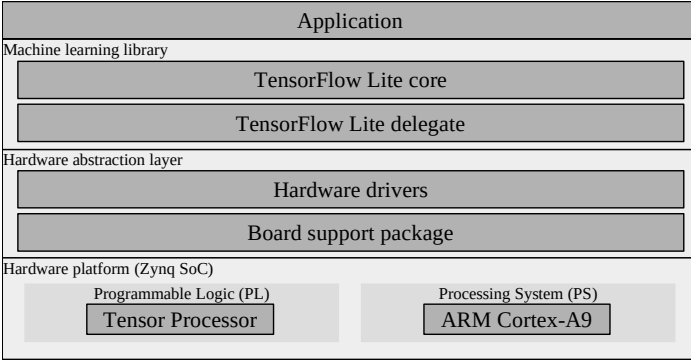 Application
Machine learning library
TensorFlow Lite core
TensorFlow Lite delegate
Hardware abstraction layer
Hardware drivers
Board support package
Hardware platform (Zynq SoC)
Programmable Logic (PL)
Tensor Processor
Processing System (PS)
ARM Cortex-A9